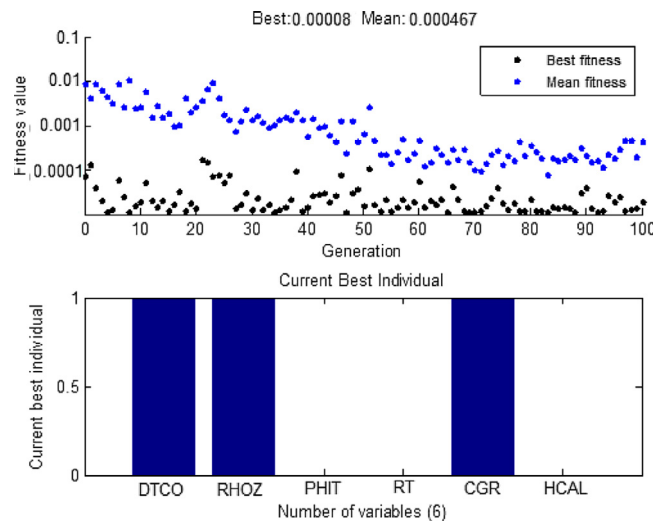 Best:0.00008 Mean:0.000467
0.1
0.01
0.001
0.0001
Fitness value
Best fitness
Mean fitness
0 10 20 30 40 50 60 70 80 90 100
Generation
Current Best Individual
1
0.5
0
Current best individual
DTCO RHOZ PHIT RT CGR HCAL
Number of variables (6)